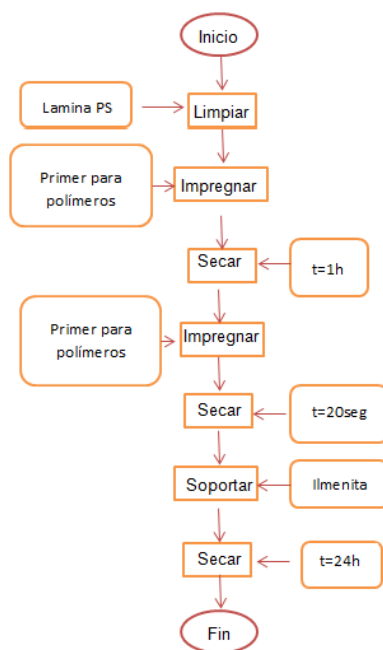 Inicio
Lamina PS
Limpiar
Primer para
polímeros
Impregnar
Secar
t=1h
Primer para
polímeros
Impregnar
Secar
t=20seg
Soportar
Ilmenita
Secar
t=24h
Fin